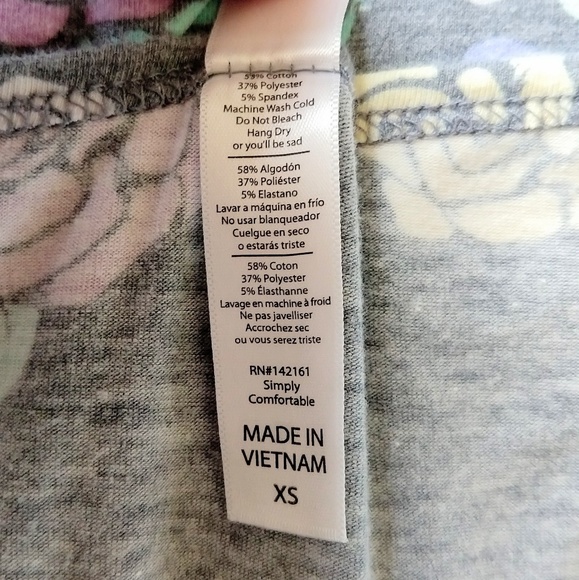 58% Cotton
37% Polyester
5% Spandex
Machine Wash Cold
Do Not Bleach
Hang Dry
or you'll be sad
58% Algodón
37% Poliéster
5% Elastano
Lavar a máquina en frío
No usar blanqueador
Cuelgue en seco
o estarás triste
58% Coton
37% Polyester
5% Élasthanne
Lavage en machine à froid
Ne pas javelliser
Accrochez sec
ou vous serez triste
RN#142161
Simply
Comfortable
MADE IN
VIETNAM
XS